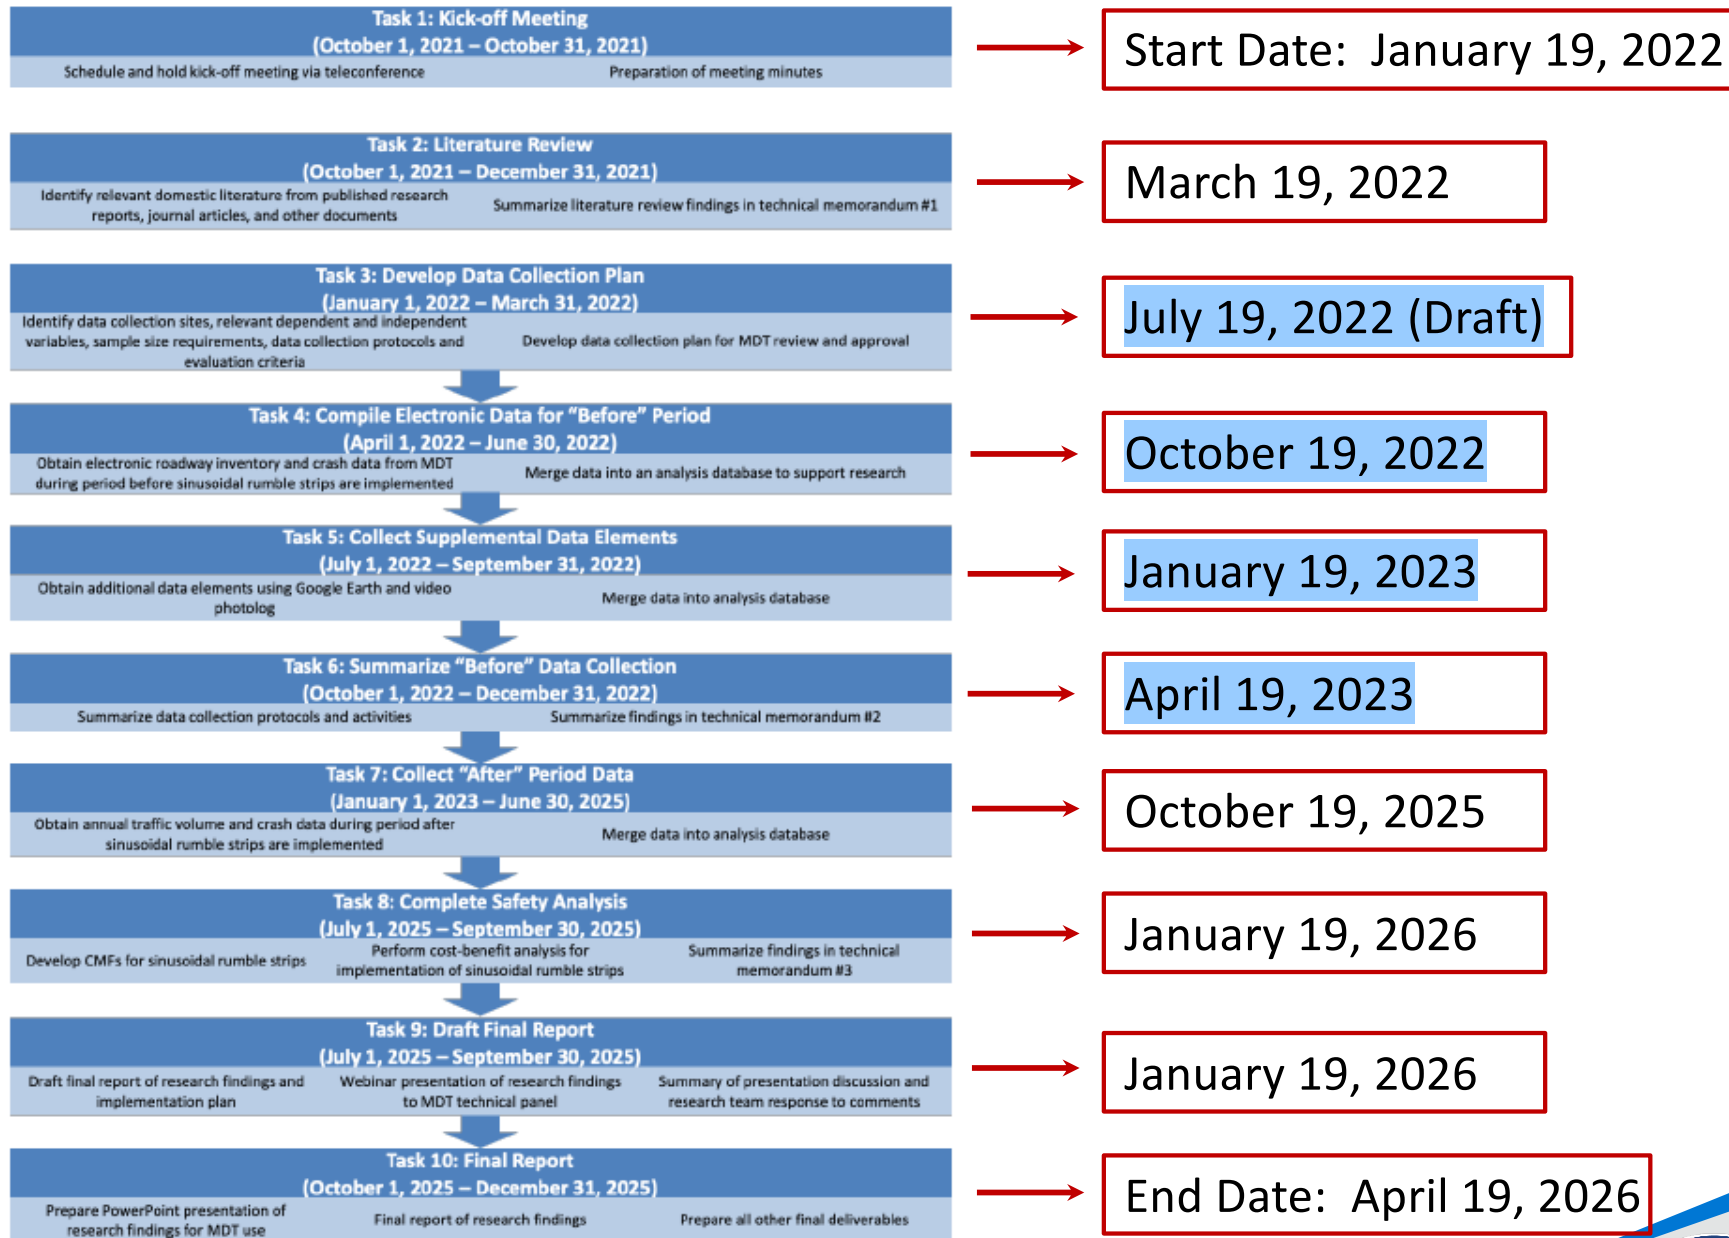 Task 1: Kick-off Meeting
(October 1, 2021 – October 31, 2021)
Schedule and hold kick-off meeting via teleconference
Preparation of meeting minutes
Start Date: January 19, 2022
Task 2: Literature Review
(October 1, 2021 – December 31, 2021)
Identify relevant domestic literature from published research
reports, journal articles, and other documents
Summarize literature review findings in technical memorandum #1
March 19, 2022
Task 3: Develop Data Collection Plan
(January 1, 2022 – March 31, 2022)
Identify data collection sites, relevant dependent and independent
variables, sample size requirements, data collection protocols and
evaluation criteria
Develop data collection plan for MDT review and approval
July 19, 2022 (Draft)
Task 4: Compile Electronic Data for “Before” Period
(April 1, 2022 – June 30, 2022)
Obtain electronic roadway inventory and crash data from MDT
during period before sinusoidal rumble strips are implemented
Merge data into an analysis database to support research
October 19, 2022
Task 5: Collect Supplemental Data Elements
(July 1, 2022 – September 31, 2022)
Obtain additional data elements using Google Earth and video
photolog
Merge data into analysis database
January 19, 2023
Task 6: Summarize “Before” Data Collection
(October 1, 2022 – December 31, 2022)
Summarize data collection protocols and activities
Summarize findings in technical memorandum #2
April 19, 2023
Task 7: Collect “After” Period Data
(January 1, 2023 – June 30, 2025)
Obtain annual traffic volume and crash data during period after
sinusoidal rumble strips are implemented
Merge data into analysis database
October 19, 2025
Task 8: Complete Safety Analysis
(July 1, 2025 – September 30, 2025)
Develop CMFs for sinusoidal rumble strips
Perform cost-benefit analysis for
implementation of sinusoidal rumble strips
Summarize findings in technical
memorandum #3
January 19, 2026
Task 9: Draft Final Report
(July 1, 2025 – September 30, 2025)
Draft final report of research findings and
implementation plan
Webinar presentation of research findings
to MDT technical panel
Summary of presentation discussion and
research team response to comments
January 19, 2026
Task 10: Final Report
(October 1, 2025 – December 31, 2025)
Prepare PowerPoint presentation of
research findings for MDT use
Final report of research findings
Prepare all other final deliverables
End Date: April 19, 2026